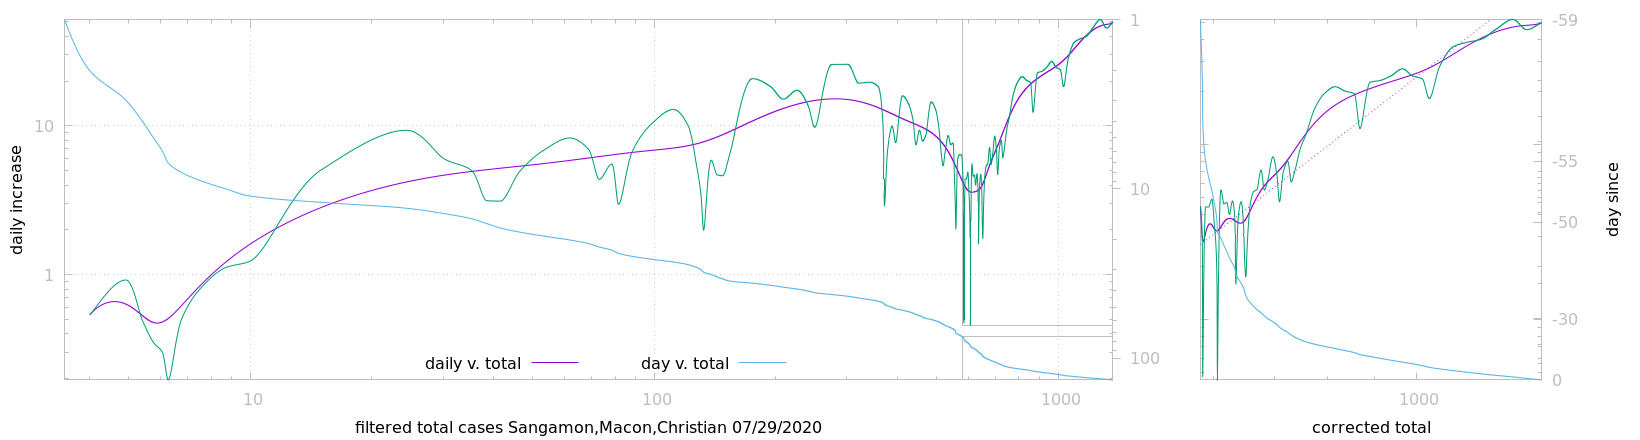 1
-59
daily increase
10
-55
10
day since
-50
1
-30
daily v. total
day v. total
100
0
10
100
1000
1000
filtered total cases Sangamon,Macon,Christian 07/29/2020
corrected total